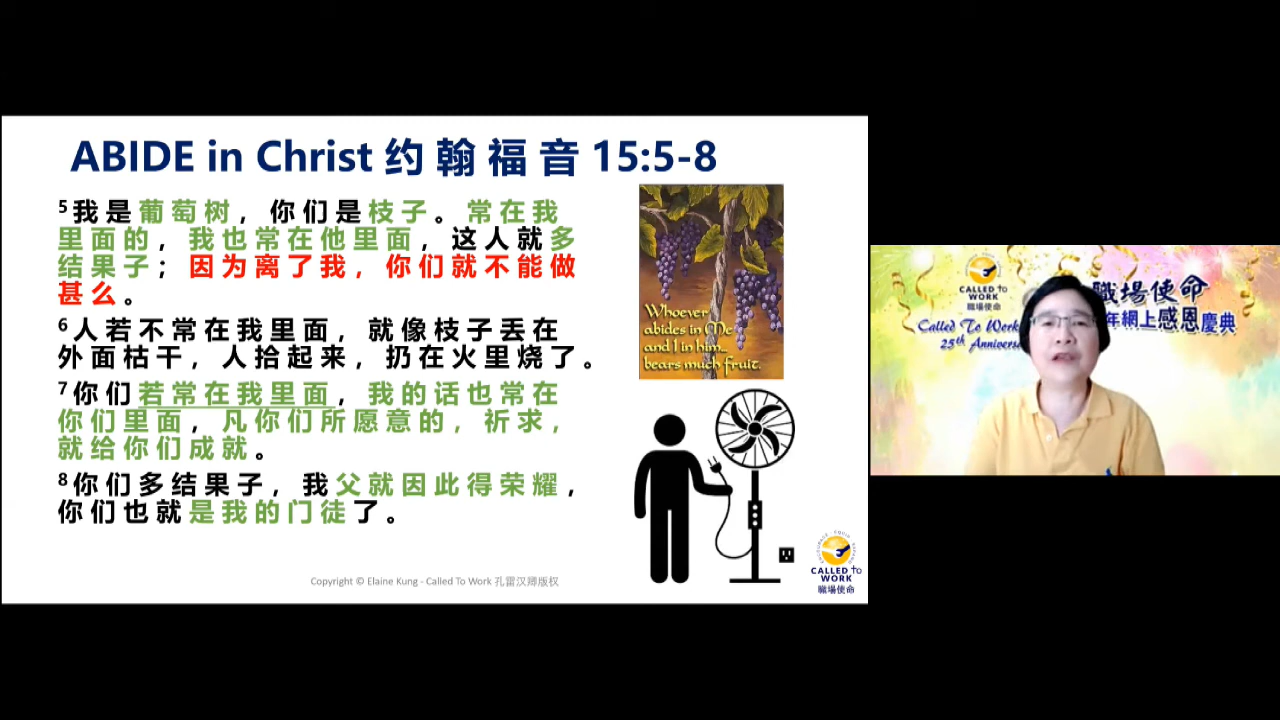 ABIDE in Christ 约翰福音 15:5-8
5我是葡萄树，你们是枝子。常在我
里面的，我也常在他里面，这人就多
结果子；因为离了我，你们就不能做
甚么。
6人若不常在我里面，就像枝子丢在
外面枯干，人拾起来，扔在火里烧了。
7你们若常在我里面，我的话也常在
你们里面，凡你们所愿意的，祈求，
就给你们成就。
8你们多结果子，我父就因此得荣耀，
你们也就是我的门徒了。
Whoever
abides in Me
and I in him...
bears much fruit.
Copyright © Elaine Kung - Called To Work 孔雷汉卿版权
CALLED to
WORK
職場使命
CALLED to
WORK
職場使命
職場使命
年網上感恩慶典
Called To Work
25th Anniversa